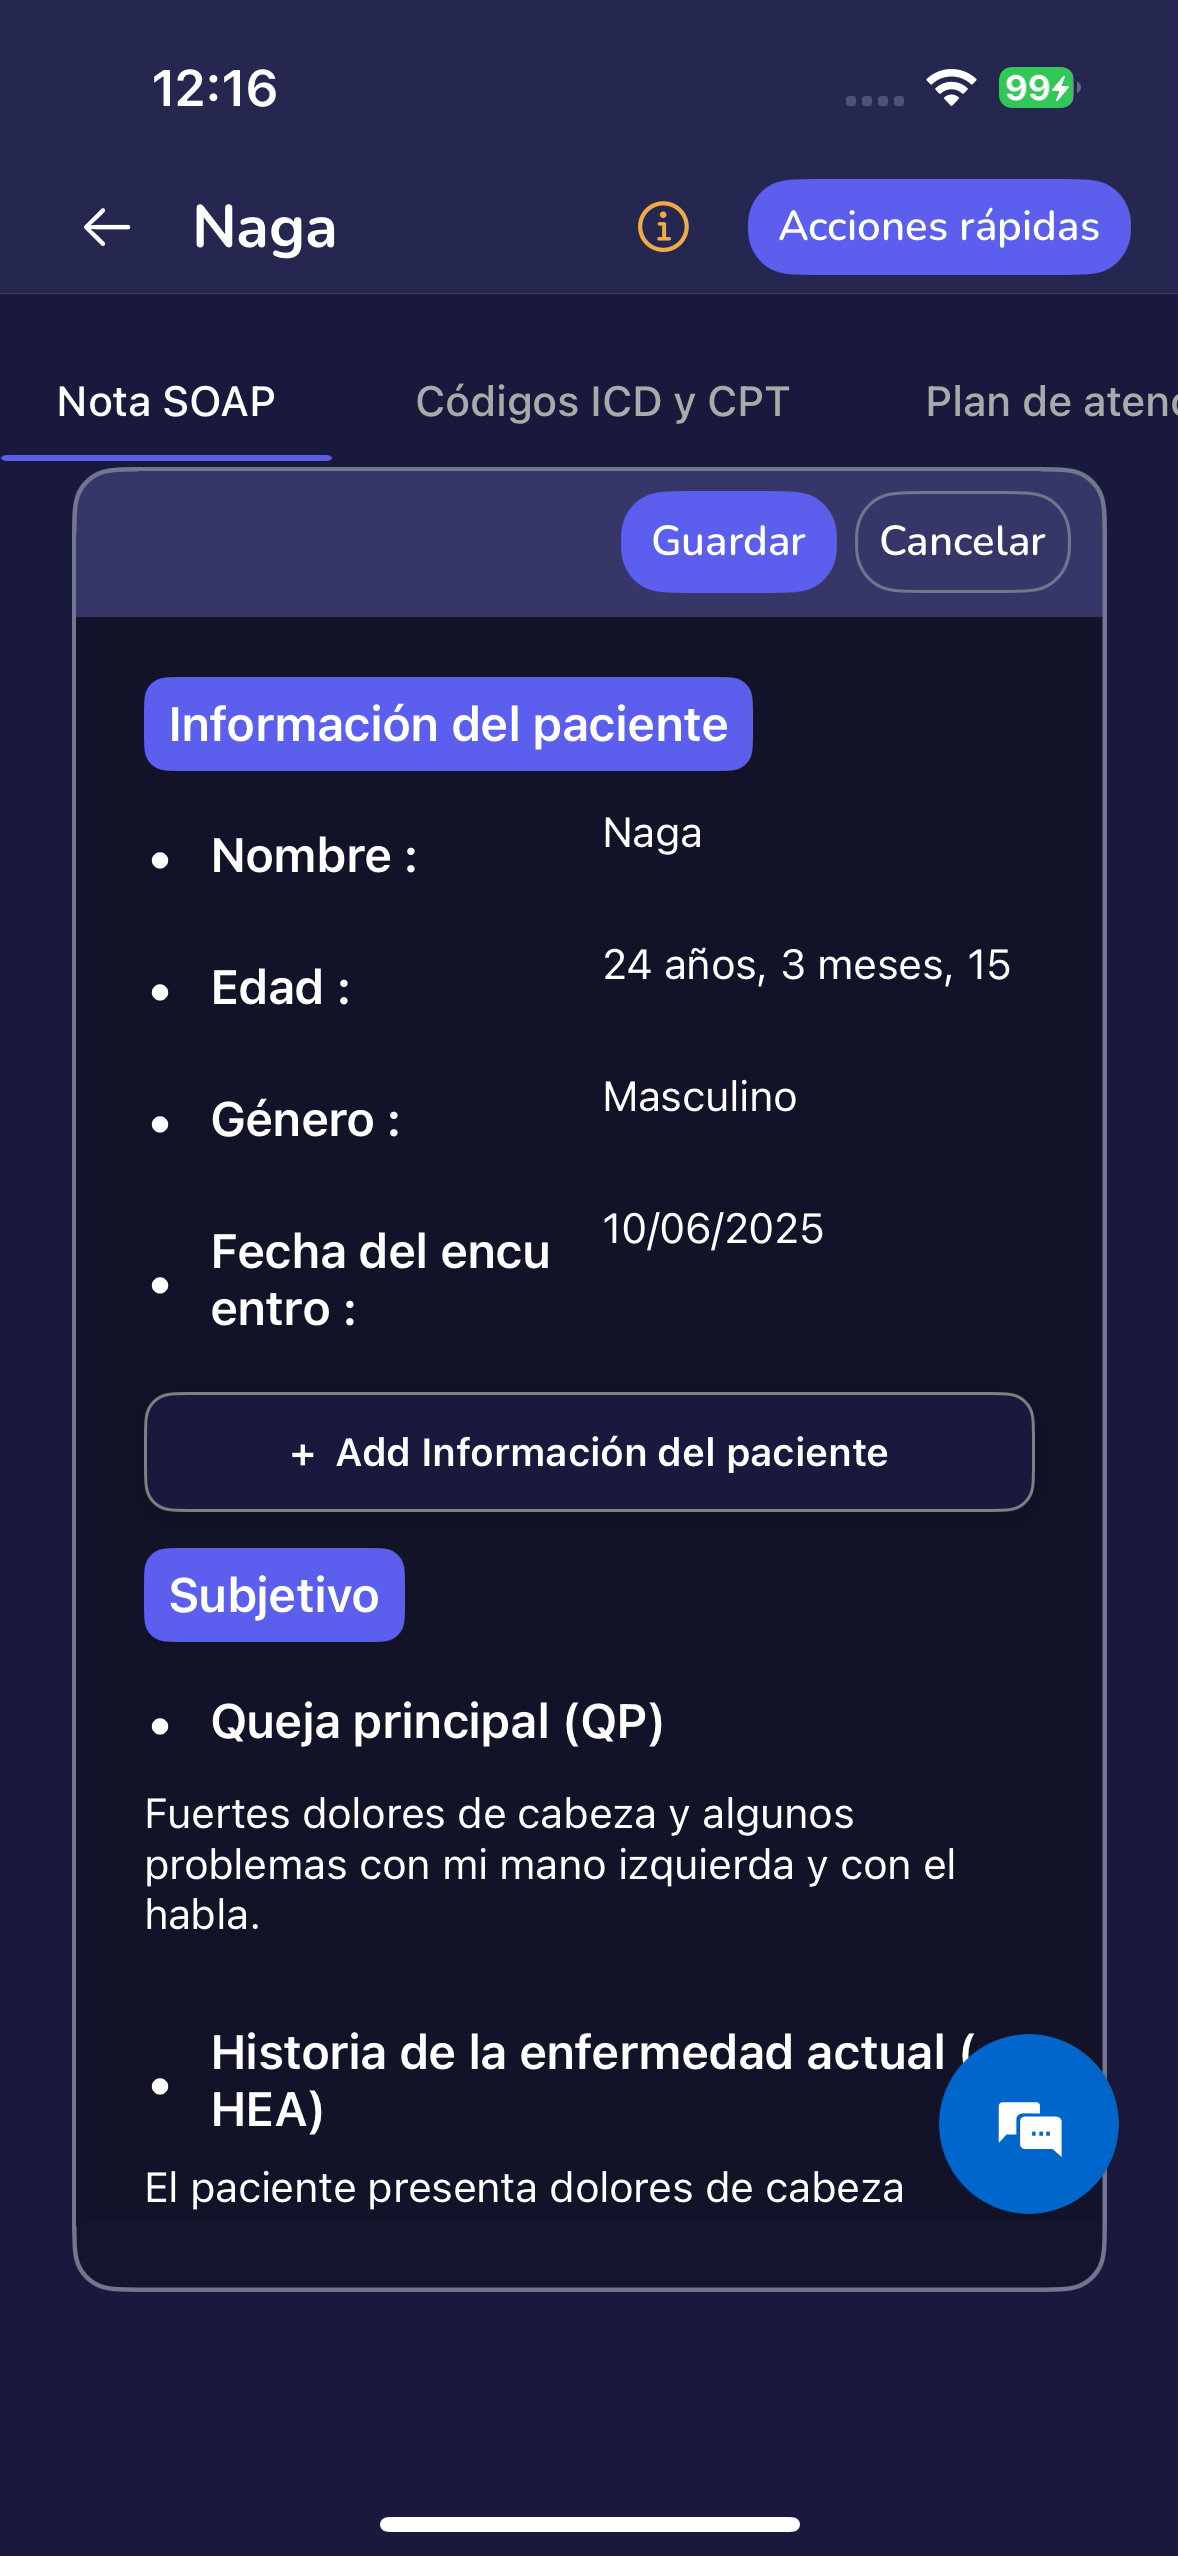 12:16
99
Naga
Acciones rápidas
Nota SOAP
Códigos ICD y CPT
Plan de atenc
Guardar
Cancelar
Información del paciente
Nombre :
Naga
Edad :
24 años, 3 meses, 15
Género :
Masculino
Fecha del encu
entro :
10/06/2025
+ Add Información del paciente
Subjetivo
Queja principal (QP)
Fuertes dolores de cabeza y algunos
problemas con mi mano izquierda y con el
habla.
Historia de la enfermedad actual (
HEA)
El paciente presenta dolores de cabeza